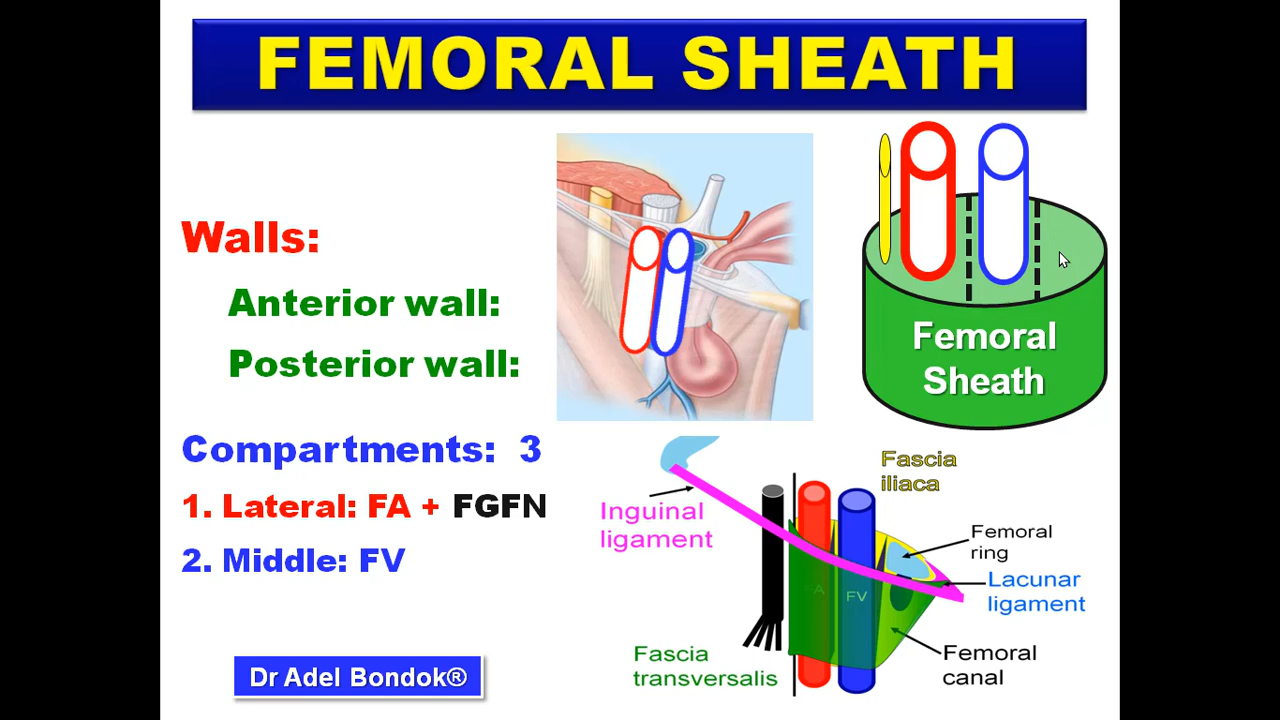 FEMORAL SHEATH
Walls:
Anterior wall:
Posterior wall:
Compartments: 3
1. Lateral: FA + FGFN
2. Middle: FV
Dr Adel Bondok®
Femoral
Sheath
Fascia
iliaca
Inguinal
ligament
Femoral
ring
Lacunar
ligament
FA
FV
Femoral
canal
Fascia
transversalis